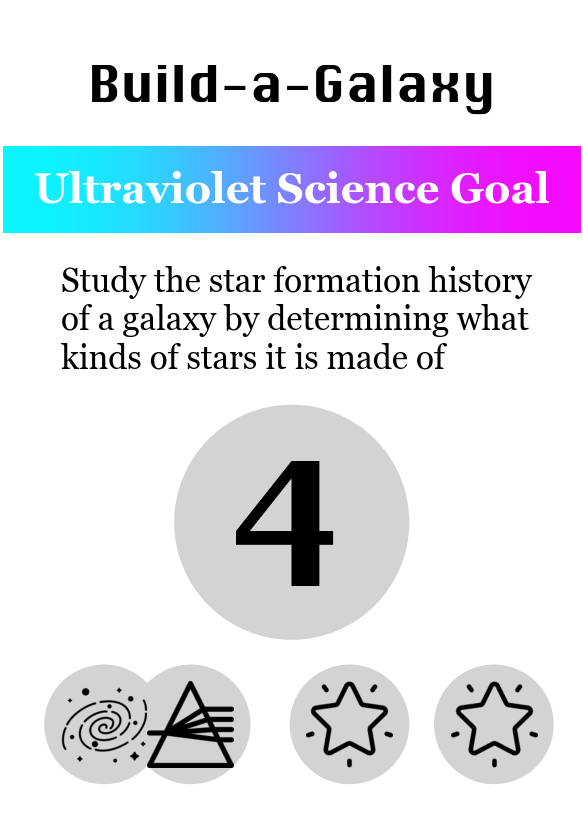 Build-a-Galaxy
Ultraviolet Science Goal
Study the star formation history
of a galaxy by determining what
kinds of stars it is made of
4